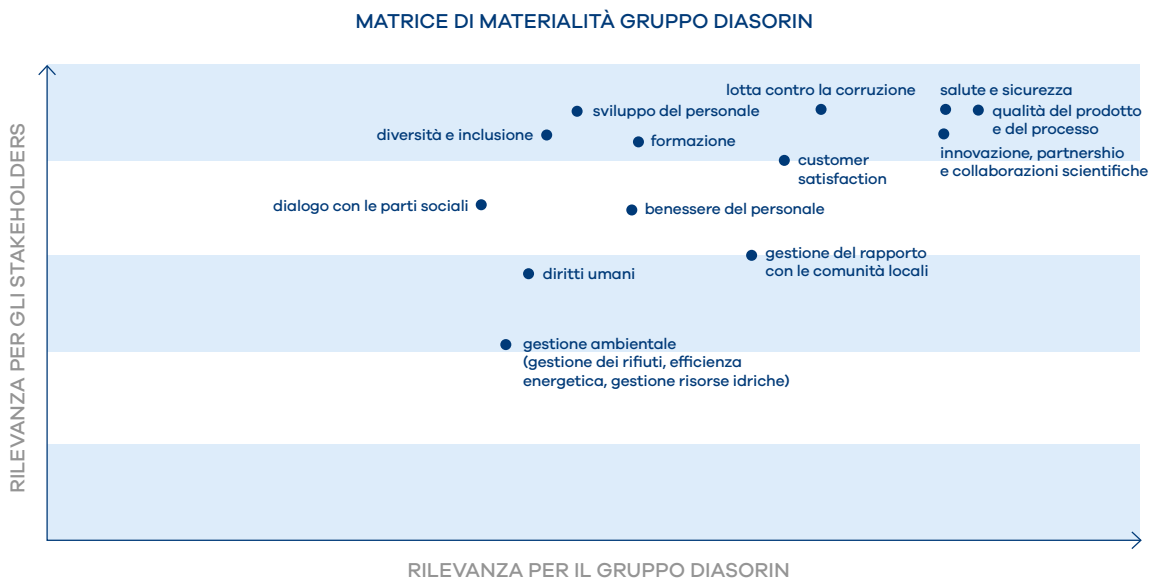 MATRICE DI MATERIALITÀ GRUPPO DIASORIN
RILEVANZA PER GLI STAKEHOLDERS
lotta contro la corruzione
salute e sicurezza
sviluppo del personale
qualità del prodotto
e del processo
diversità e inclusione
formazione
innovazione, partnershio
e collaborazioni scientifiche
customer
satisfaction
dialogo con le parti sociali
benessere del personale
gestione del rapporto
con le comunità locali
diritti umani
gestione ambientale
(gestione dei rifiuti, efficienza
energetica, gestione risorse idriche)
RILEVANZA PER IL GRUPPO DIASORIN